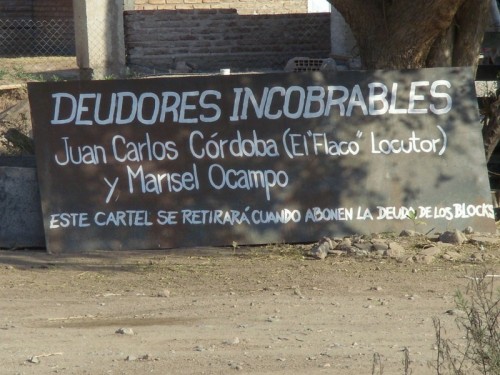 DEUDORES INCOBRABLES
Juan Carlos Córdoba (El "Flaco" Locutor)
y Marisel Ocampo
ESTE CARTEL SE RETIRARÁ CUANDO ABONEN LA DEUDA DE LOS BLOCKS